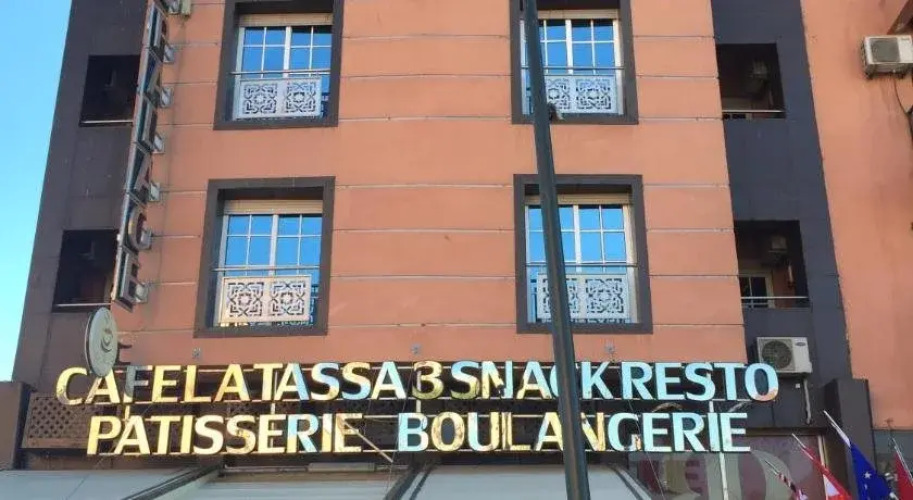 CAFELATASSA3SNACKRESTO
PATISSERIE BOULANGERIE